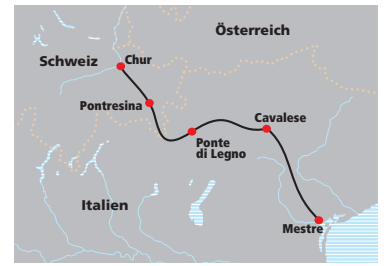 Österreich
Schweiz
Chur
Pontresina
Cavalese
Ponte
di Legno
Italien
Mestre